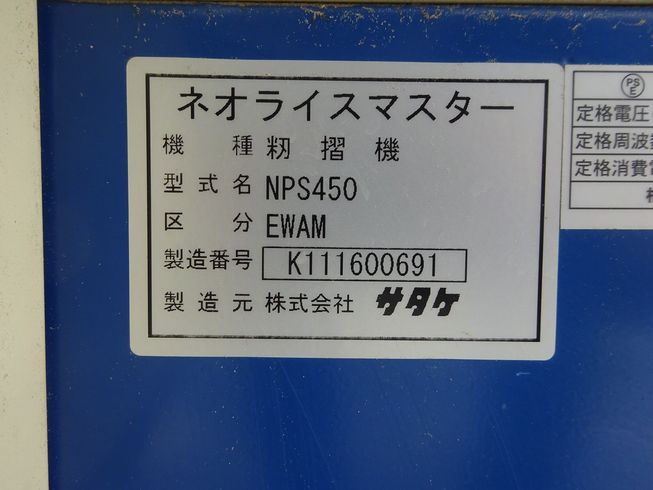 ネオライスマスター
機種 籾摺機
型式名 NPS450
区分 EWAM
製造番号 K111600691
製造元 株式会社 サタケ
PS
E
定格電圧
定格周波
定格消費